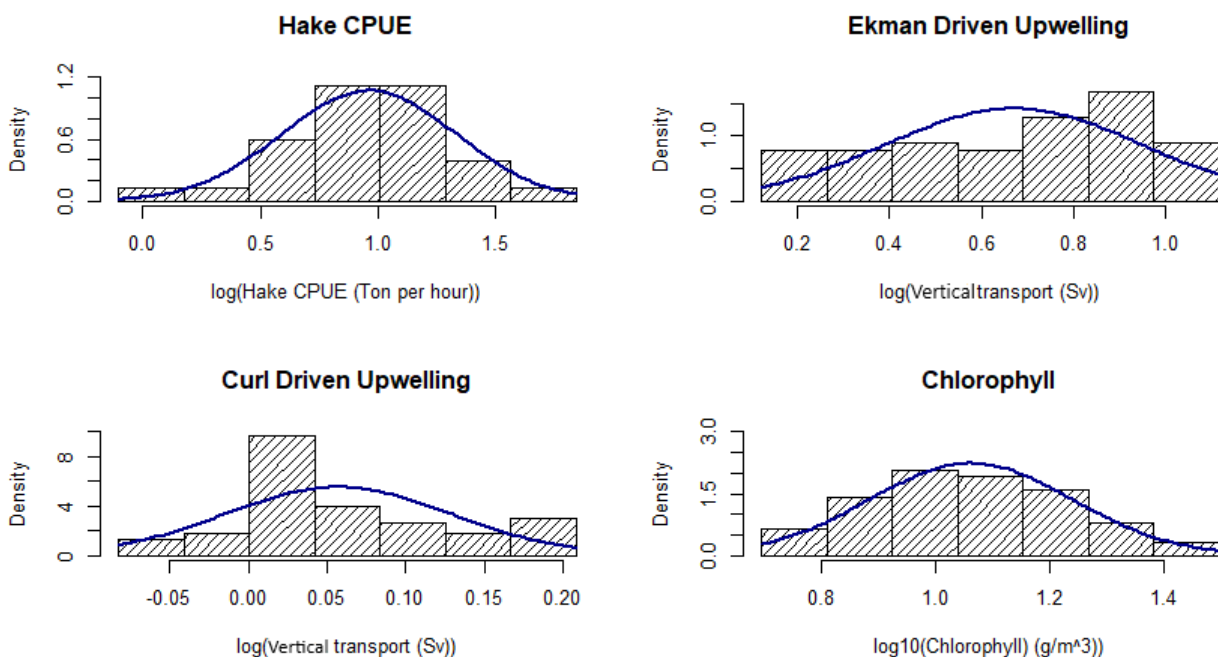 Hake CPUE
Density
0.0 0.6 1.2
0.0 0.5 1.0 1.5
log(Hake CPUE (Ton per hour))
Ekman Driven Upwelling
Density
0.0 1.0
0.2 0.4 0.6 0.8 1.0
log(Verticaltransport (Sv))
Curl Driven Upwelling
Density
0 4 8
-0.05 0.00 0.05 0.10 0.15 0.20
log(Vertical transport (Sv))
Chlorophyll
Density
0.0 1.5 3.0
0.8 1.0 1.2 1.4
log10(Chlorophyll) (g/m^3))